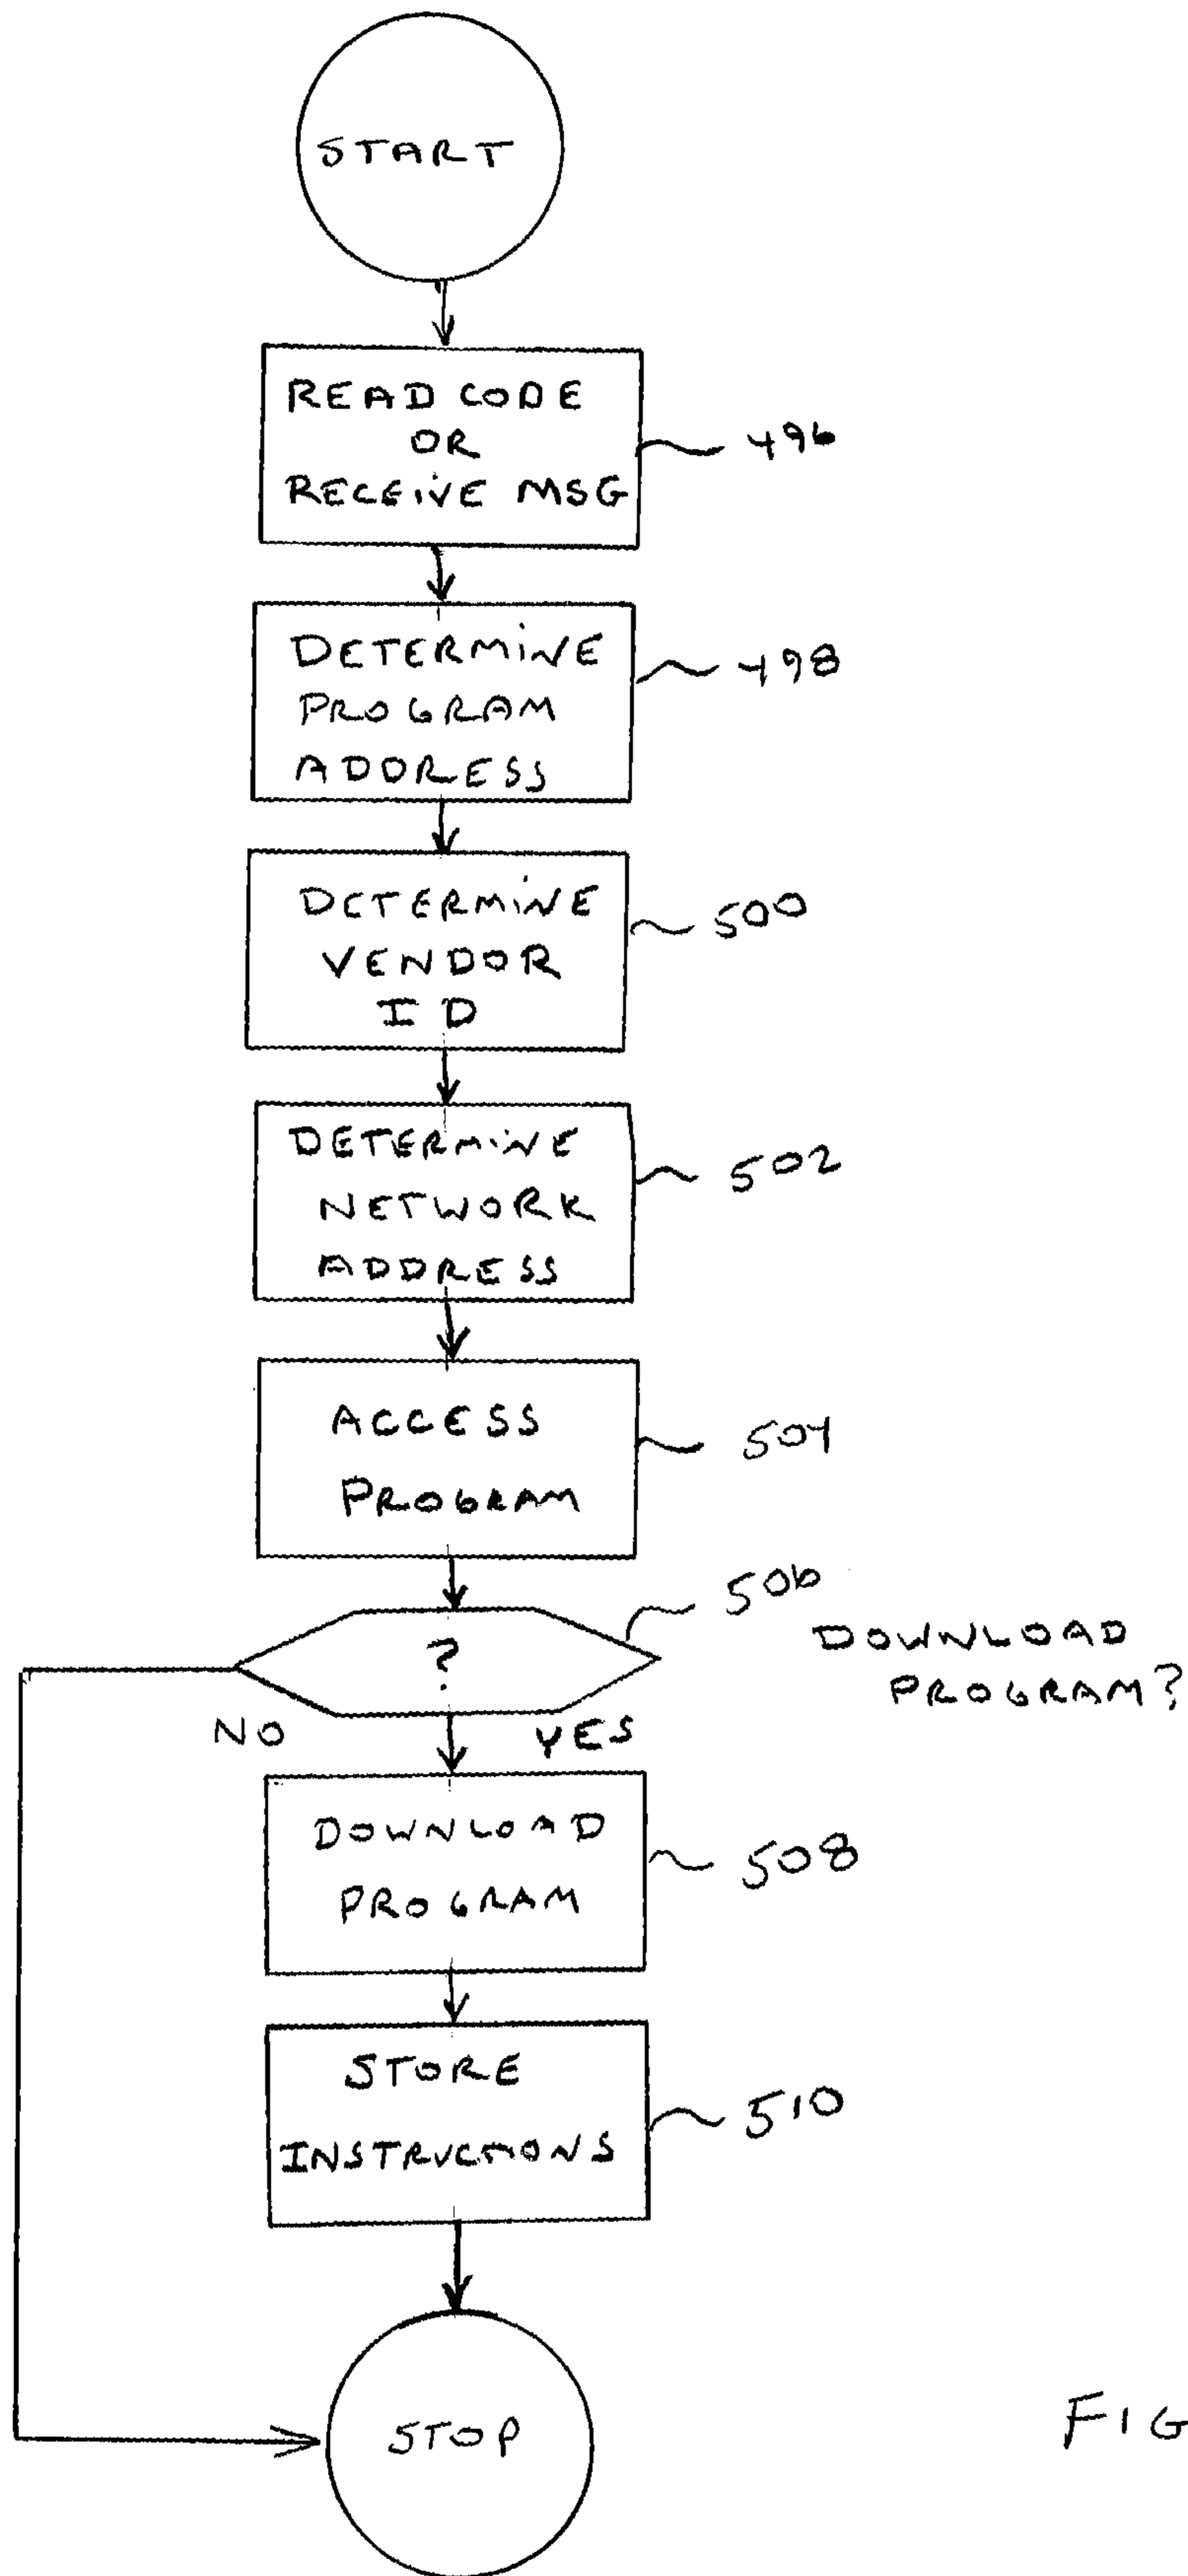 START
READ CODE
OR
RECEIVE MSG
496
DETERMINE
PROGRAM
ADDRESS
498
DETERMINE
VENDOR
ID
500
DETERMINE
NETWORK
ADDRESS
502
ACCESS
PROGRAM
504
?
506
DOWNLOAD
PROGRAM?
NO
YES
DOWNLOAD
PROGRAM
508
STORE
INSTRUCTIONS
510
STOP
FIG